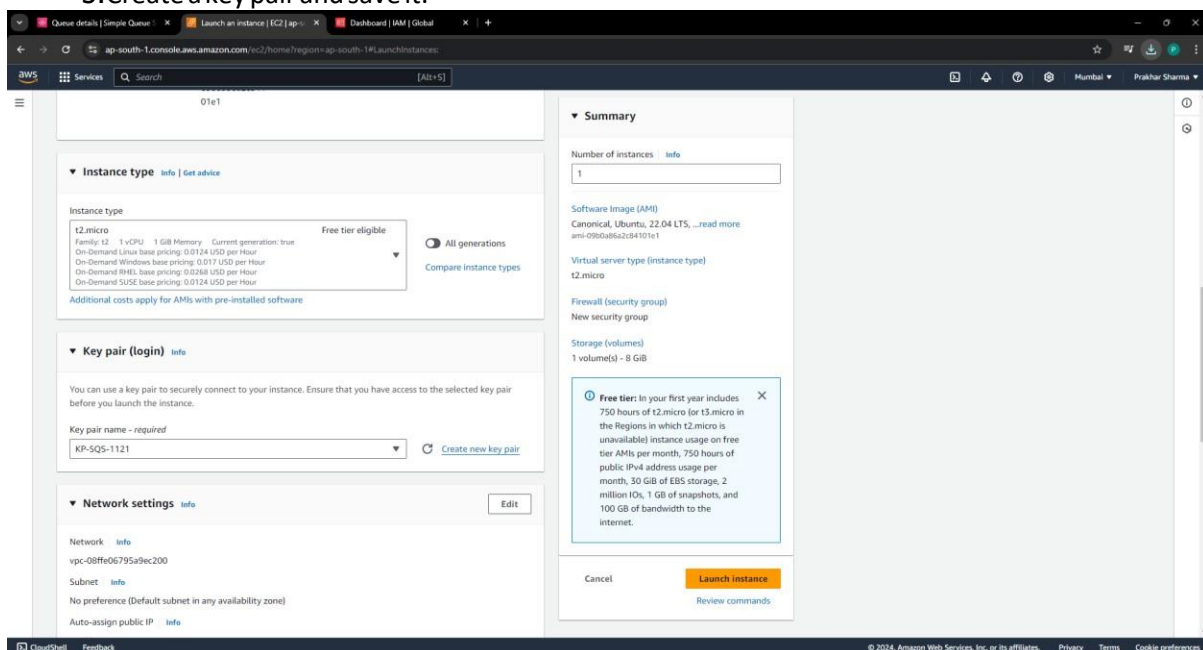 5.Create a key pair and save it.
Queue details | Simple Queue S
Launch an instance | EC2 | ap-s
Dashboard | IAM | Global
ap-south-1.console.aws.amazon.com/ec2/home?region=ap-south-1#LaunchInstances:
aws
Services
Search
[Alt+S]
Mumbai
Prakhar Sharma
01e1
Instance type Info | Get advice
Instance type
t2.micro Free tier eligible
Family: t2 1 vCPU 1 GiB Memory Current generation: true
On-Demand Linux base pricing: 0.0124 USD per Hour
On-Demand Windows base pricing: 0.017 USD per Hour
On-Demand RHEL base pricing: 0.0268 USD per Hour
On-Demand SUSE base pricing: 0.0124 USD per Hour
All generations
Compare instance types
Additional costs apply for AMIs with pre-installed software
Key pair (login) Info
You can use a key pair to securely connect to your instance. Ensure that you have access to the selected key pair
before you launch the instance.
Key pair name - required
KP-SQS-1121
Create new key pair
Network settings Info
Edit
Network Info
vpc-08ffe06795a9ec200
Subnet Info
No preference (Default subnet in any availability zone)
Auto-assign public IP Info
Summary
Number of instances Info
1
Software Image (AMI)
Canonical, Ubuntu, 22.04 LTS, ...read more
ami-09b0a86a2c84101e1
Virtual server type (instance type)
t2.micro
Firewall (security group)
New security group
Storage (volumes)
1 volume(s) - 8 GiB
Free tier: In your first year includes
750 hours of t2.micro (or t3.micro in
the Regions in which t2.micro is
unavailable) instance usage on free
tier AMIs per month, 750 hours of
public IPv4 address usage per
month, 30 GiB of EBS storage, 2
million IOs, 1 GB of snapshots, and
100 GB of bandwidth to the
internet.
Cancel
Launch instance
Review commands
CloudShell Feedback
© 2024, Amazon Web Services, Inc. or its affiliates. Privacy Terms Cookie preferences